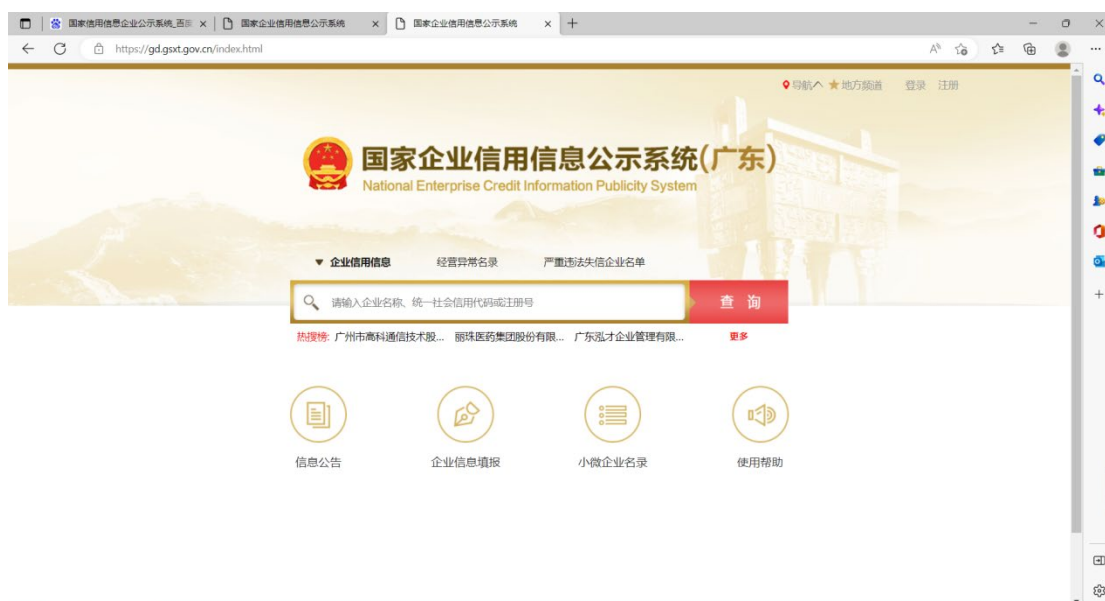 国家信用信息企业公示系统_百
国家企业信用信息公示系统
国家企业信用信息公示系统
https://gd.gsxt.gov.cn/index.html
导航 地方频道 登录 注册
国家企业信用信息公示系统(广东)
National Enterprise Credit Information Publicity System
企业信用信息 经营异常名录 严重违法失信企业名单
请输入企业名称、统一社会信用代码或注册号 查 询
热搜榜: 广州市高科通信技术股... 丽珠医药集团股份有限... 广东泓才企业管理有限... 更多
信息公告 企业信息填报 小微企业名录 使用帮助